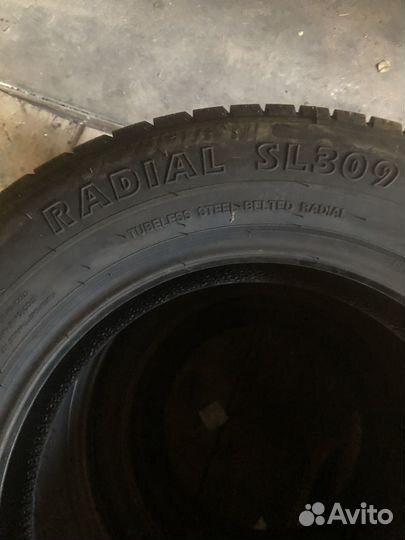 RADIAL SL309
TUBELESS STEEL BELTED RADIAL
Avito